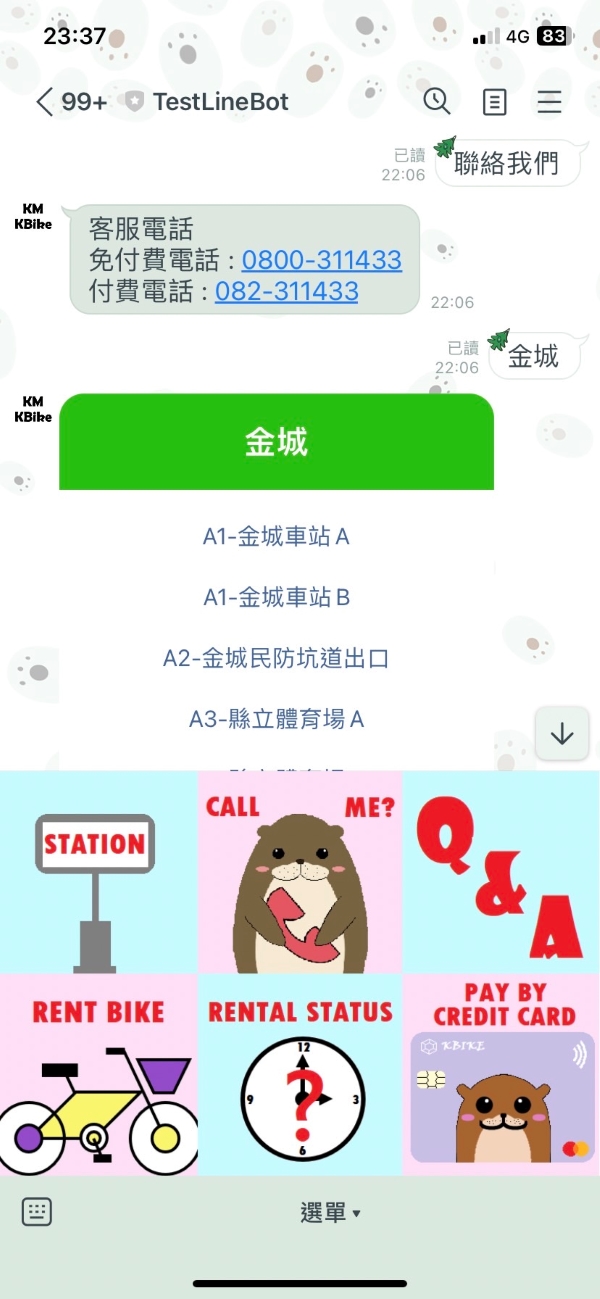 23:37
4G 83
99+ TestLineBot
已讀
22:06
聯絡我們
KM
KBike
客服電話
免付費電話 : 0800-311433
付費電話 : 082-311433
22:06
已讀
22:06
金城
KM
KBike
金城
A1-金城車站 A
A1-金城車站 B
A2-金城民防坑道出口
A3-縣立體育場 A
STATION
CALL ME?
Q&A
RENT BIKE
RENTAL STATUS
12
9 3
6
?
PAY BY
CREDIT CARD
KBIKE
選單 ▾